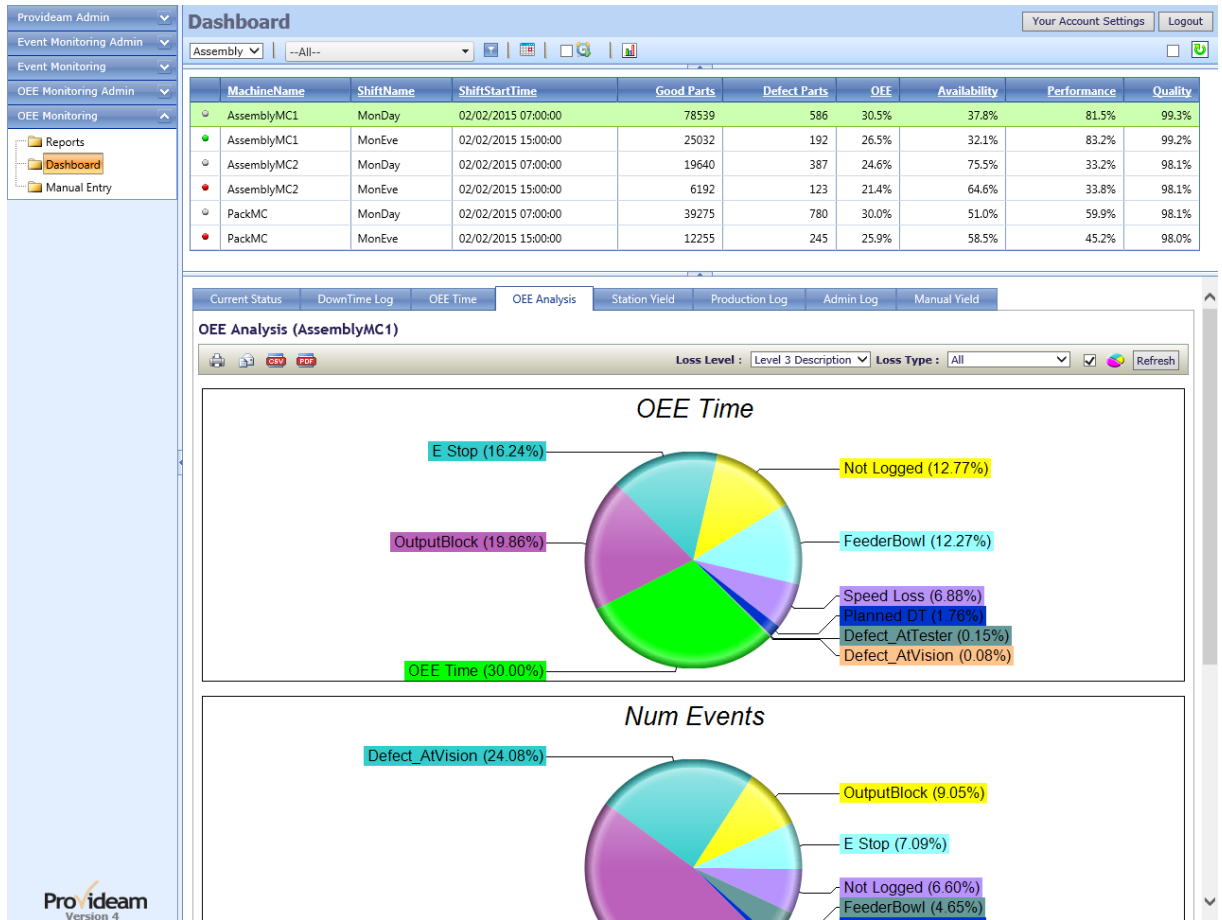 Provideam Admin
Event Monitoring Admin
Event Monitoring
OEE Monitoring Admin
OEE Monitoring
Reports
Dashboard
Manual Entry
Dashboard
Your Account Settings
Logout
Assembly
--All--
MachineName ShiftName ShiftStartTime Good Parts Defect Parts OEE Availability Performance Quality
AssemblyMC1 MonDay 02/02/2015 07:00:00 78539 586 30.5% 37.8% 81.5% 99.3%
AssemblyMC1 MonEve 02/02/2015 15:00:00 25032 192 26.5% 32.1% 83.2% 99.2%
AssemblyMC2 MonDay 02/02/2015 07:00:00 19640 387 24.6% 75.5% 33.2% 98.1%
AssemblyMC2 MonEve 02/02/2015 15:00:00 6192 123 21.4% 64.6% 33.8% 98.1%
PackMC MonDay 02/02/2015 07:00:00 39275 780 30.0% 51.0% 59.9% 98.1%
PackMC MonEve 02/02/2015 15:00:00 12255 245 25.9% 58.5% 45.2% 98.0%
Current Status DownTime Log OEE Time OEE Analysis Station Yield Production Log Admin Log Manual Yield
OEE Analysis (AssemblyMC1)
CSV PDF Loss Level : Level 3 Description Loss Type : All Refresh
OEE Time
E Stop (16.24%)
Not Logged (12.77%)
OutputBlock (19.86%)
FeederBowl (12.27%)
Speed Loss (6.88%)
Planned DT (1.76%)
Defect_AtTester (0.15%)
Defect_AtVision (0.08%)
OEE Time (30.00%)
Num Events
Defect_AtVision (24.08%)
OutputBlock (9.05%)
E Stop (7.09%)
Not Logged (6.60%)
FeederBowl (4.65%)
Provideam
Version 4